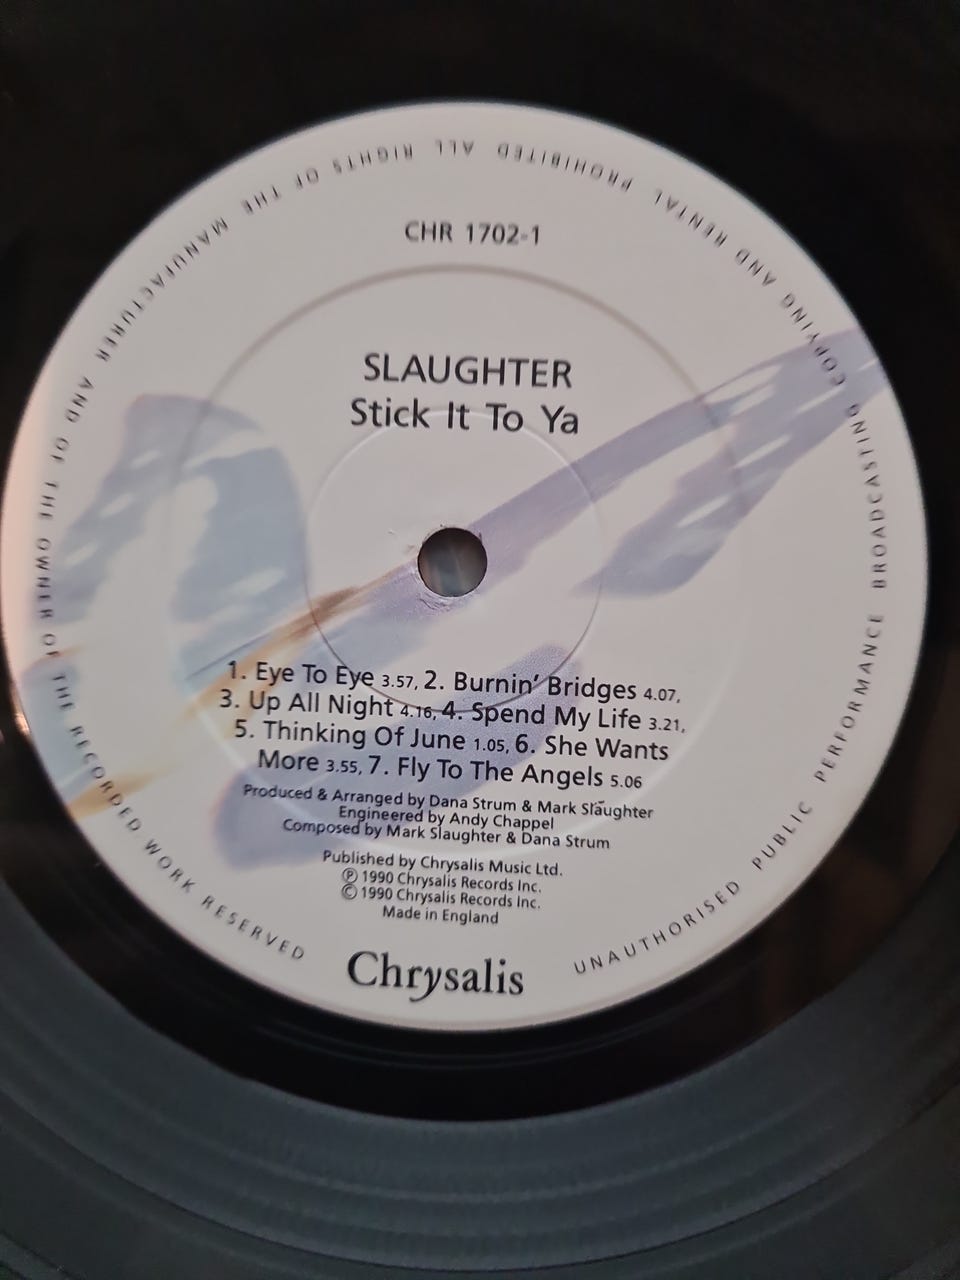 CHR 1702-1
SLAUGHTER
Stick It To Ya
1. Eye To Eye 3.57, 2. Burnin' Bridges 4.07,
3. Up All Night 4.16, 4. Spend My Life 3.21,
5. Thinking Of June 1.05, 6. She Wants
More 3.55, 7. Fly To The Angels 5.06
Produced & Arranged by Dana Strum & Mark Slaughter
Engineered by Andy Chappel
Composed by Mark Slaughter & Dana Strum
Published by Chrysalis Music Ltd.
℗ 1990 Chrysalis Records Inc.
© 1990 Chrysalis Records Inc.
Made in England
Chrysalis
UNAUTHORISED PUBLIC PERFORMANCE BROADCASTING COPYING AND RENTAL PROHIBITED ALL RIGHTS OF THE MANUFACTURER AND OF THE OWNER OF THE RECORDED WORK RESERVED